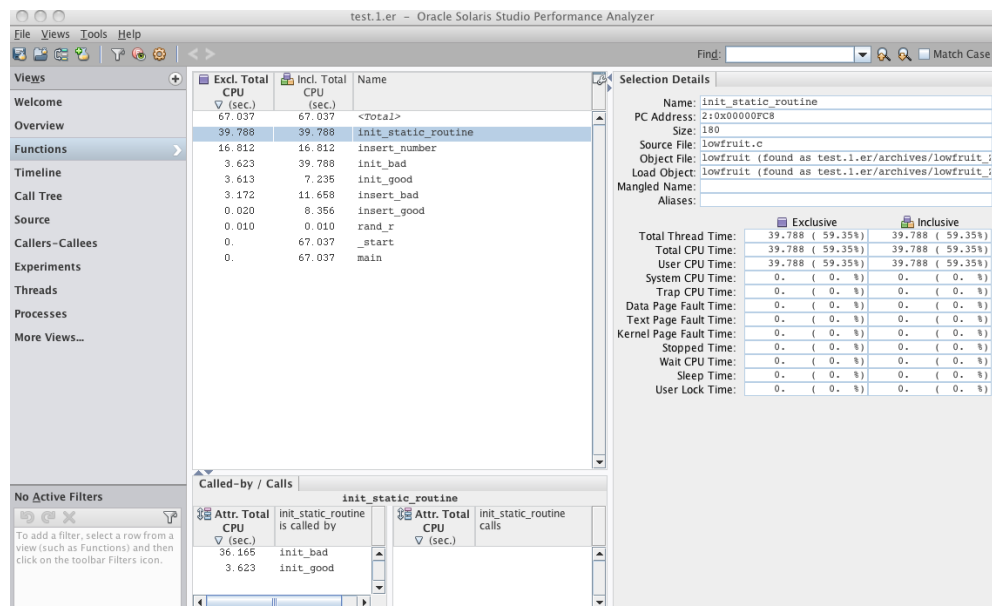 test.1.er – Oracle Solaris Studio Performance Analyzer
File Views Tools Help
Find: Match Case
Views
Welcome
Overview
Functions
Timeline
Call Tree
Source
Callers-Callees
Experiments
Threads
Processes
More Views...
No Active Filters
To add a filter, select a row from a
view (such as Functions) and then
click on the toolbar Filters icon.
Excl. Total Incl. Total Name
CPU CPU
(sec.) (sec.)
67.037 67.037 <Total>
39.788 39.788 init_static_routine
16.812 16.812 insert_number
3.623 39.788 init_bad
3.613 7.235 init_good
3.172 11.658 insert_bad
0.020 8.356 insert_good
0.010 0.010 rand_r
0. 67.037 _start
0. 67.037 main
Called-by / Calls
init_static_routine
Attr. Total init_static_routine
CPU is called by
(sec.)
36.165 init_bad
3.623 init_good
Attr. Total init_static_routine
CPU calls
(sec.)
Selection Details
Name: init_static_routine
PC Address: 2:0x00000FC8
Size: 180
Source File: lowfruit.c
Object File: lowfruit (found as test.1.er/archives/lowfruit_
Load Object: lowfruit (found as test.1.er/archives/lowfruit_
Mangled Name:
Aliases:
Exclusive Inclusive
Total Thread Time: 39.788 ( 59.35%) 39.788 ( 59.35%)
Total CPU Time: 39.788 ( 59.35%) 39.788 ( 59.35%)
User CPU Time: 39.788 ( 59.35%) 39.788 ( 59.35%)
System CPU Time: 0. ( 0. %) 0. ( 0. %)
Trap CPU Time: 0. ( 0. %) 0. ( 0. %)
Data Page Fault Time: 0. ( 0. %) 0. ( 0. %)
Text Page Fault Time: 0. ( 0. %) 0. ( 0. %)
Kernel Page Fault Time: 0. ( 0. %) 0. ( 0. %)
Stopped Time: 0. ( 0. %) 0. ( 0. %)
Wait CPU Time: 0. ( 0. %) 0. ( 0. %)
Sleep Time: 0. ( 0. %) 0. ( 0. %)
User Lock Time: 0. ( 0. %) 0. ( 0. %)